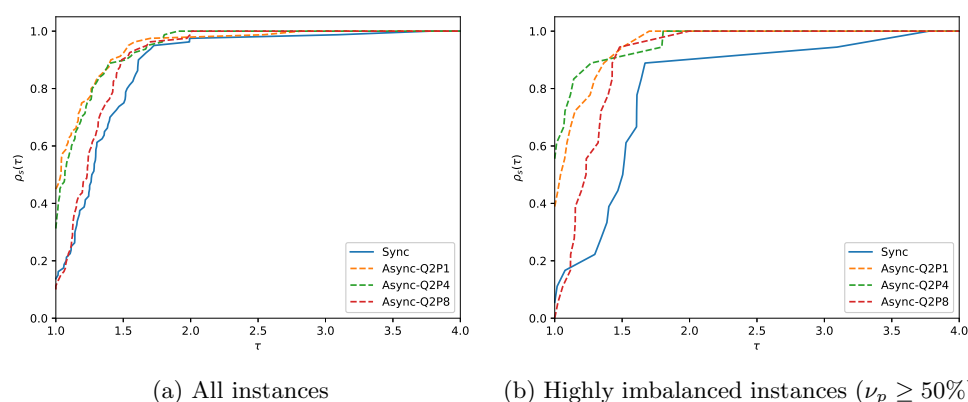 1.0
0.8
0.6
0.4
0.2
0.0
ρs(τ)
1.0 1.5 2.0 2.5 3.0 3.5 4.0
τ
Sync
Async-Q2P1
Async-Q2P4
Async-Q2P8
(a) All instances
1.0
0.8
0.6
0.4
0.2
0.0
ρs(τ)
1.0 1.5 2.0 2.5 3.0 3.5 4.0
τ
Sync
Async-Q2P1
Async-Q2P4
Async-Q2P8
(b) Highly imbalanced instances (νp ≥ 50%)